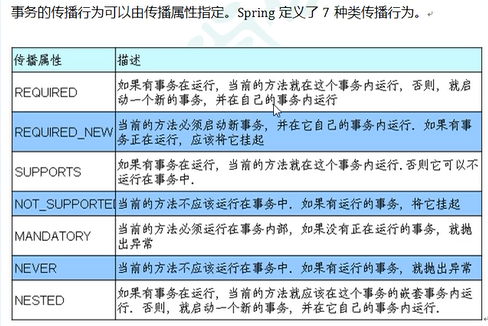 事务的传播行为可以由传播属性指定。Spring 定义了 7 种类传播行为。
传播属性 描述
REQUIRED 如果有事务在运行，当前的方法就在这个事务内运行，否则，就启
动一个新的事务，并在自己的事务内运行
REQUIRED_NEW 当前的方法必须启动新事务，并在它自己的事务内运行．如果有事
务正在运行，应该将它挂起
SUPPORTS 如果有事务在运行，当前的方法就在这个事务内运行．否则它可以不
运行在事务中．
NOT_SUPPORTED 当前的方法不应该运行在事务中．如果有运行的事务，将它挂起
MANDATORY 当前的方法必须运行在事务内部，如果没有正在运行的事务，就抛
出异常
NEVER 当前的方法不应该运行在事务中．如果有运行的事务，就抛出异常
NESTED 如果有事务在运行，当前的方法就应该在这个事务的嵌套事务内运
行．否则，就启动一个新的事务，并在它自己的事务内运行．